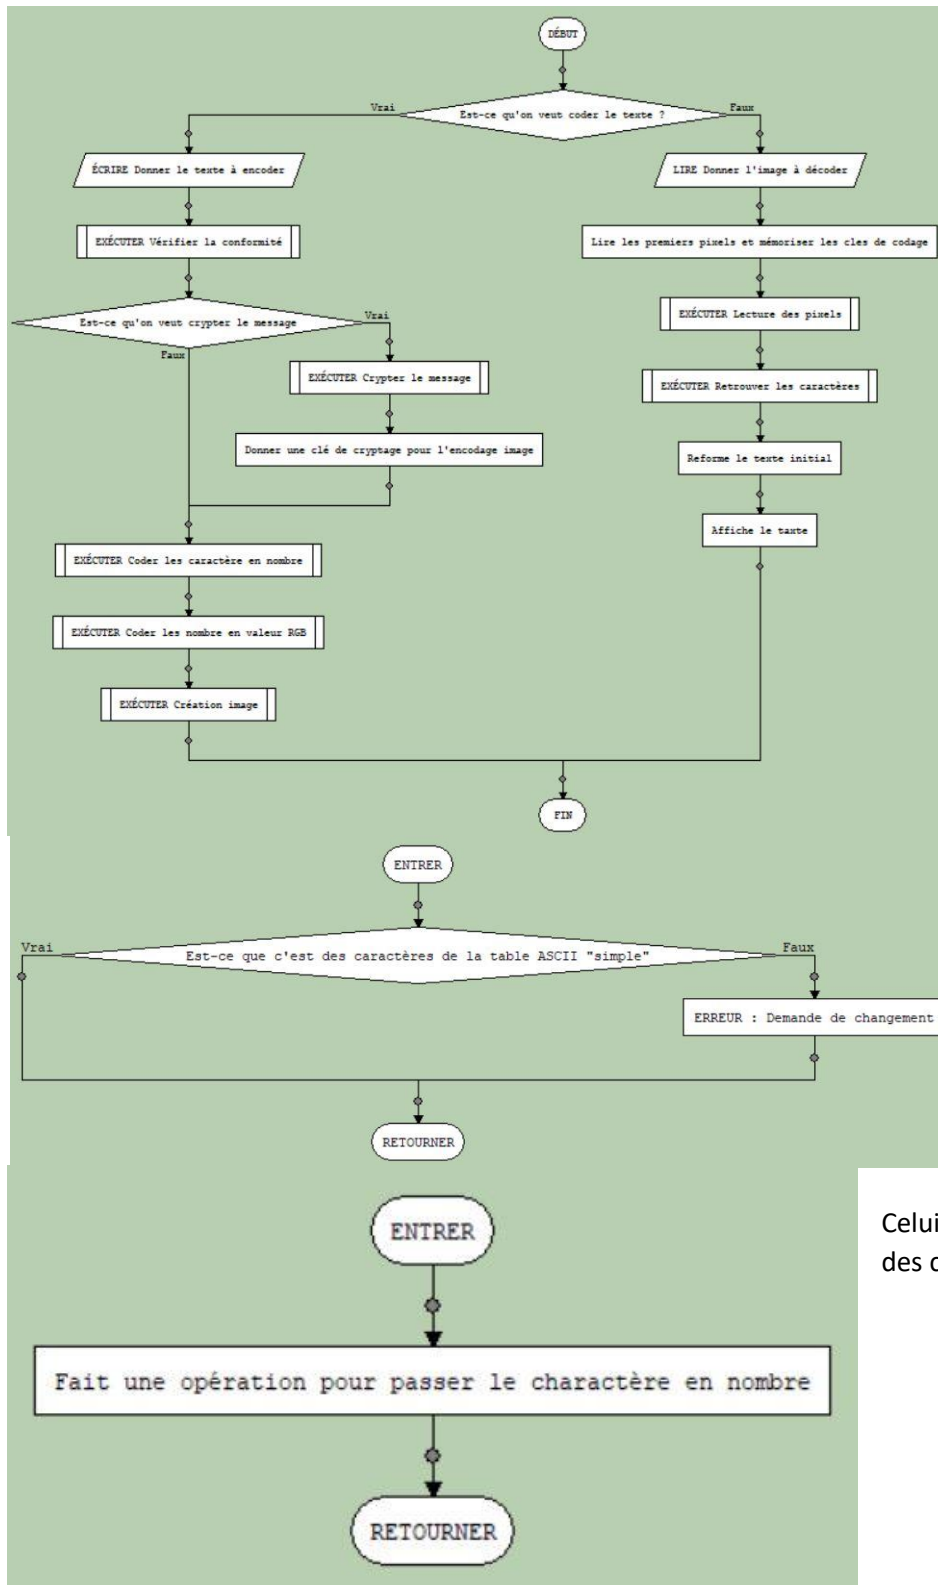 DÉBUT
Est-ce qu'on veut coder le texte ?
Vrai
Faux
ÉCRIRE Donner le texte à encoder
EXÉCUTER Vérifier la conformité
Est-ce qu'on veut crypter le message
Vrai
Faux
EXÉCUTER Crypter le message
Donner une clé de cryptage pour l'encodage image
EXÉCUTER Coder les caractère en nombre
EXÉCUTER Coder les nombre en valeur RGB
EXÉCUTER Création image
LIRE Donner l'image à décoder
Lire les premiers pixels et mémoriser les cles de codage
EXÉCUTER Lecture des pixels
EXÉCUTER Retrouver les caractères
Reforme le texte initial
Affiche le taxte
FIN
ENTRER
Est-ce que c'est des caractères de la table ASCII "simple"
Vrai
Faux
ERREUR : Demande de changement
RETOURNER
ENTRER
Fait une opération pour passer le charactère en nombre
RETOURNER
Celui
des